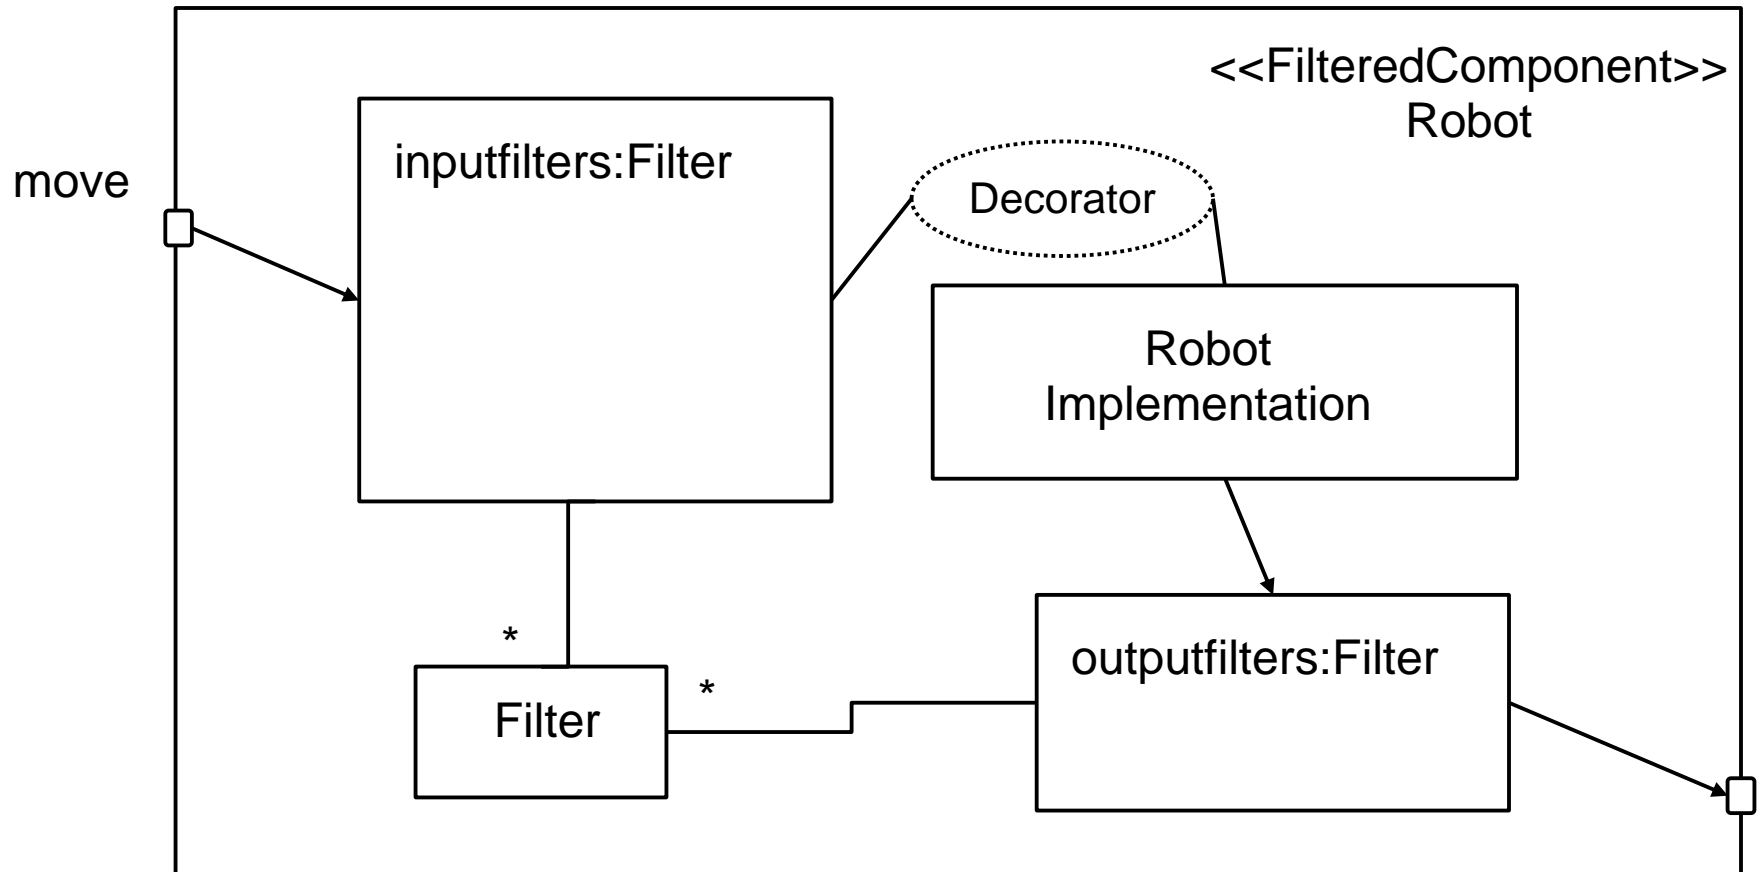 <<FilteredComponent>>
Robot
inputfilters:Filter
move
Decorator
Robot
Implementation
*
*
Filter
outputfilters:Filter